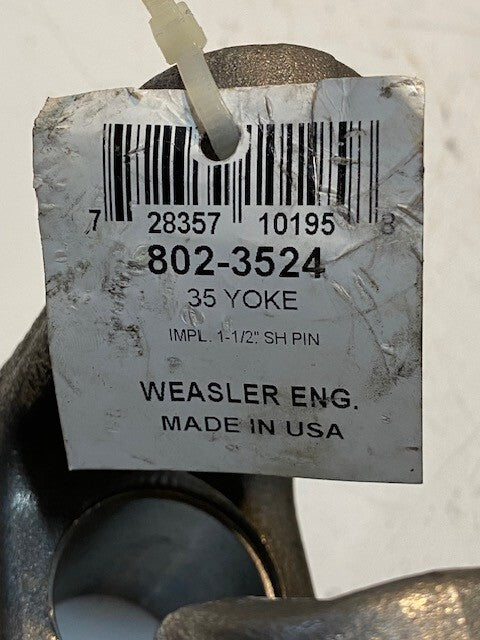 7 28357 10195 8
802-3524
35 YOKE
IMPL. 1-1/2" SH PIN
WEASLER ENG.
MADE IN USA